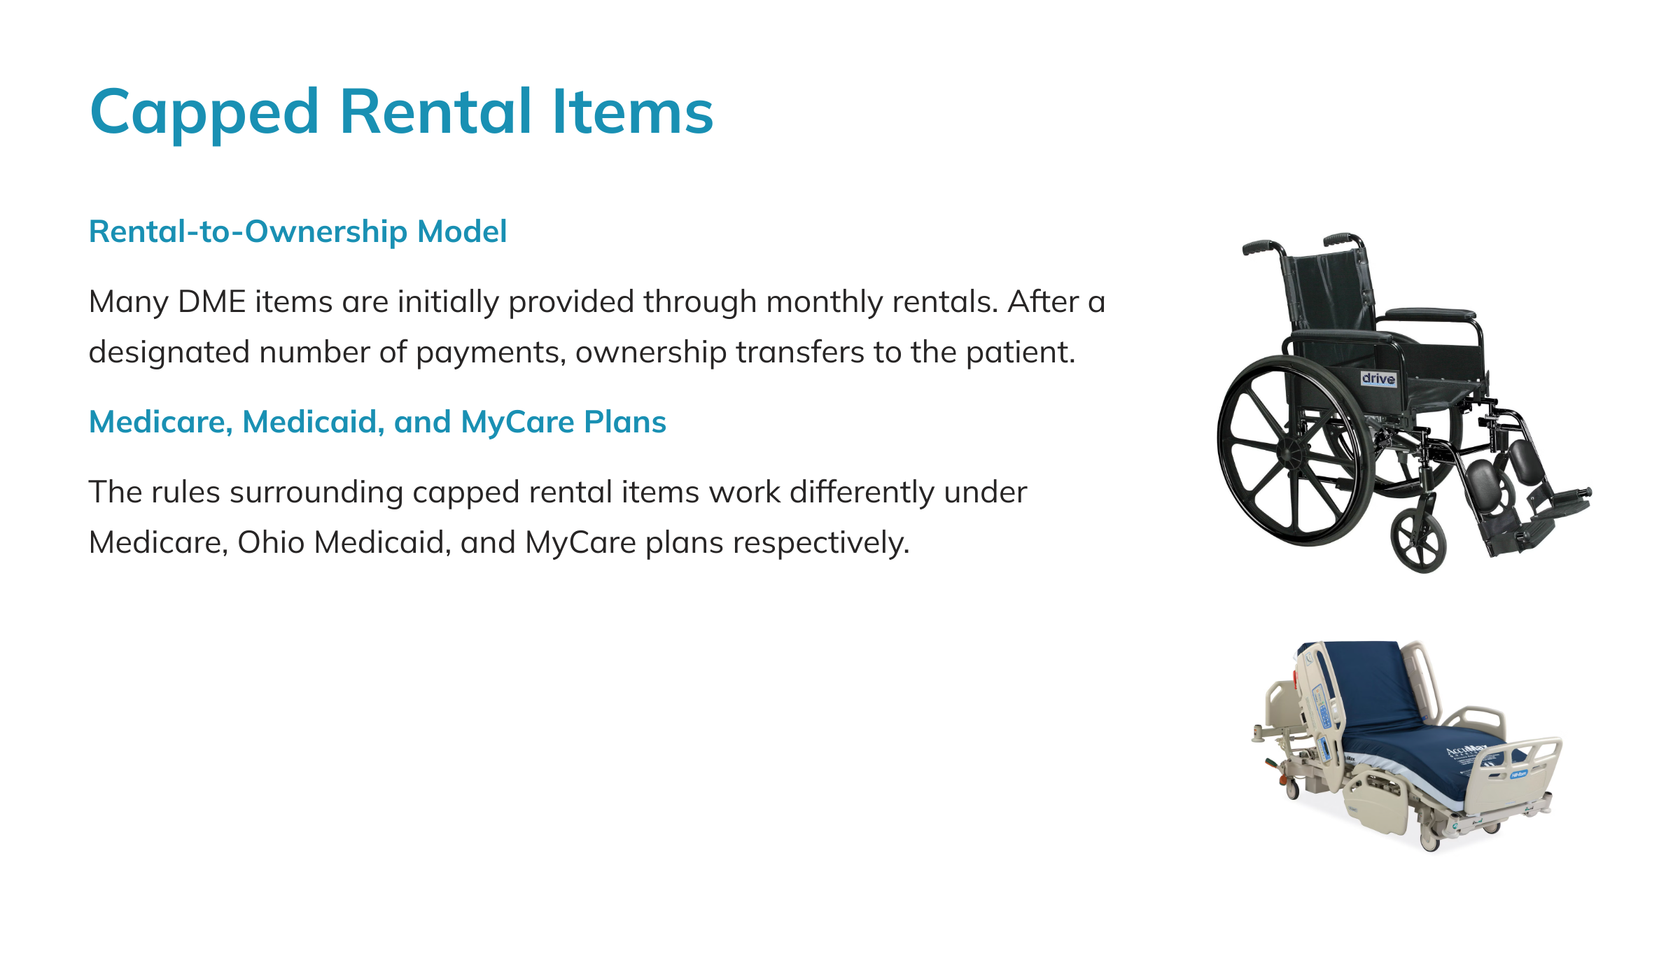 Capped Rental Items
Rental-to-Ownership Model
Many DME items are initially provided through monthly rentals. After a
designated number of payments, ownership transfers to the patient.
Medicare, Medicaid, and MyCare Plans
The rules surrounding capped rental items work differently under
Medicare, Ohio Medicaid, and MyCare plans respectively.
drive
AccuMax